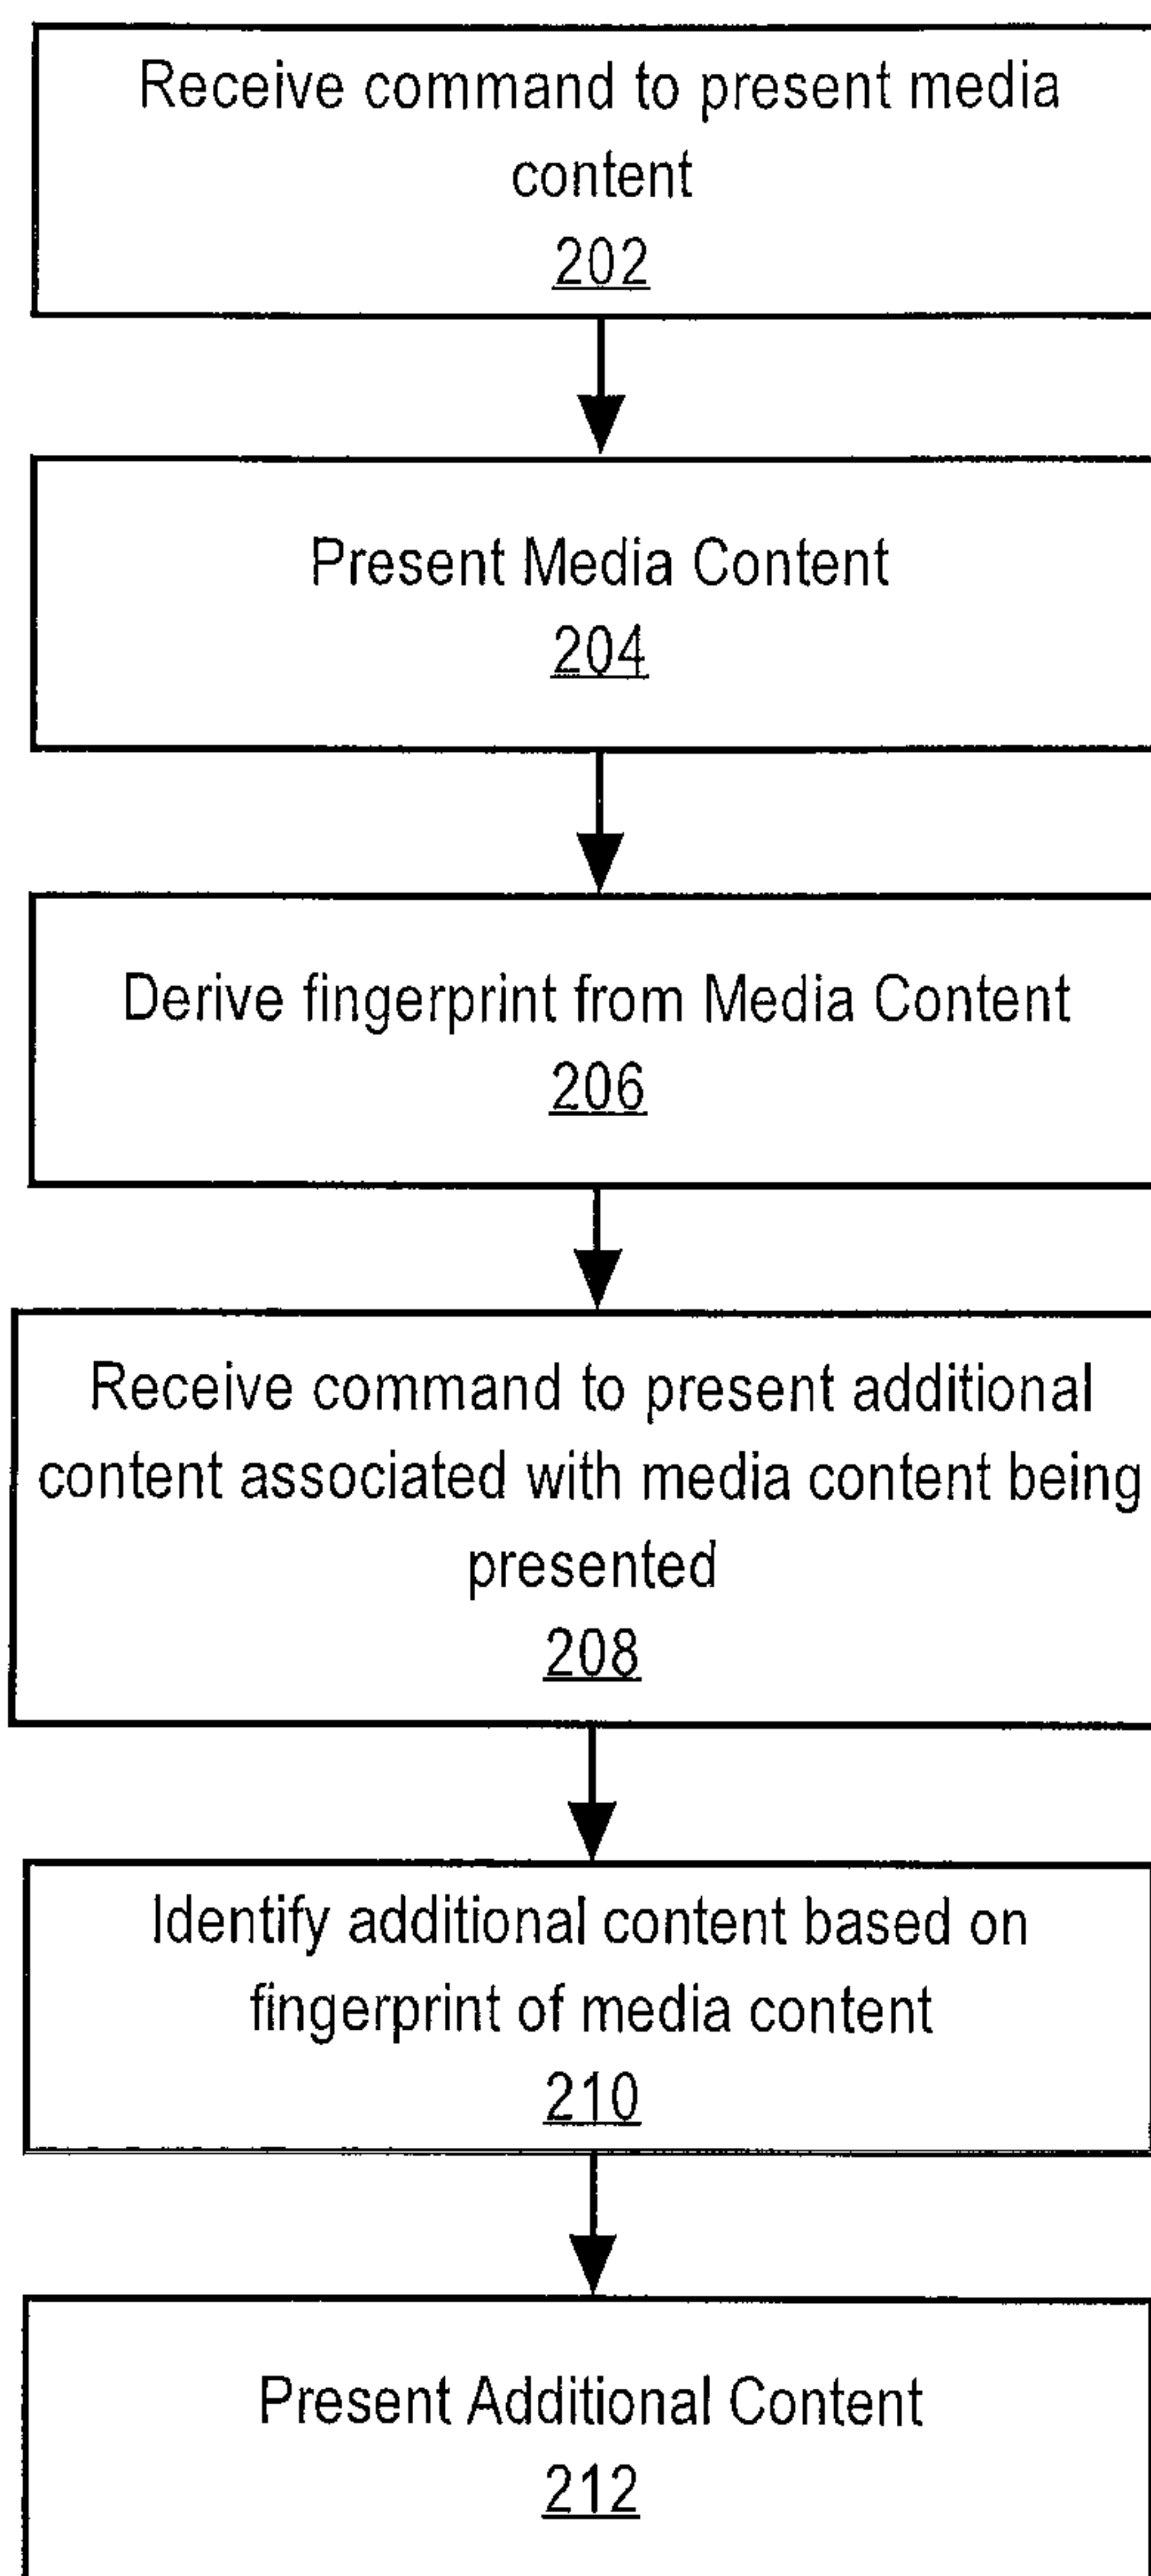 Receive command to present media
content
202
Present Media Content
204
Derive fingerprint from Media Content
206
Receive command to present additional
content associated with media content being
presented
208
Identify additional content based on
fingerprint of media content
210
Present Additional Content
212